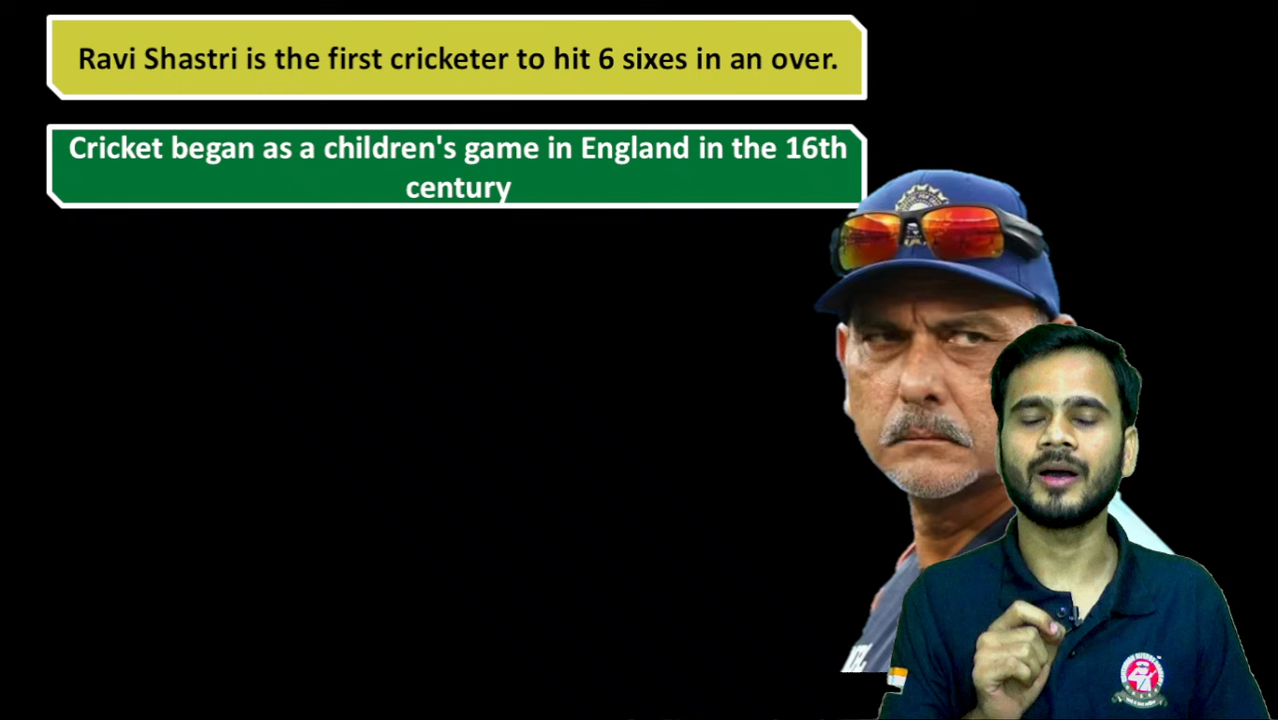 Ravi Shastri is the first cricketer to hit 6 sixes in an over.
Cricket began as a children's game in England in the 16th
century